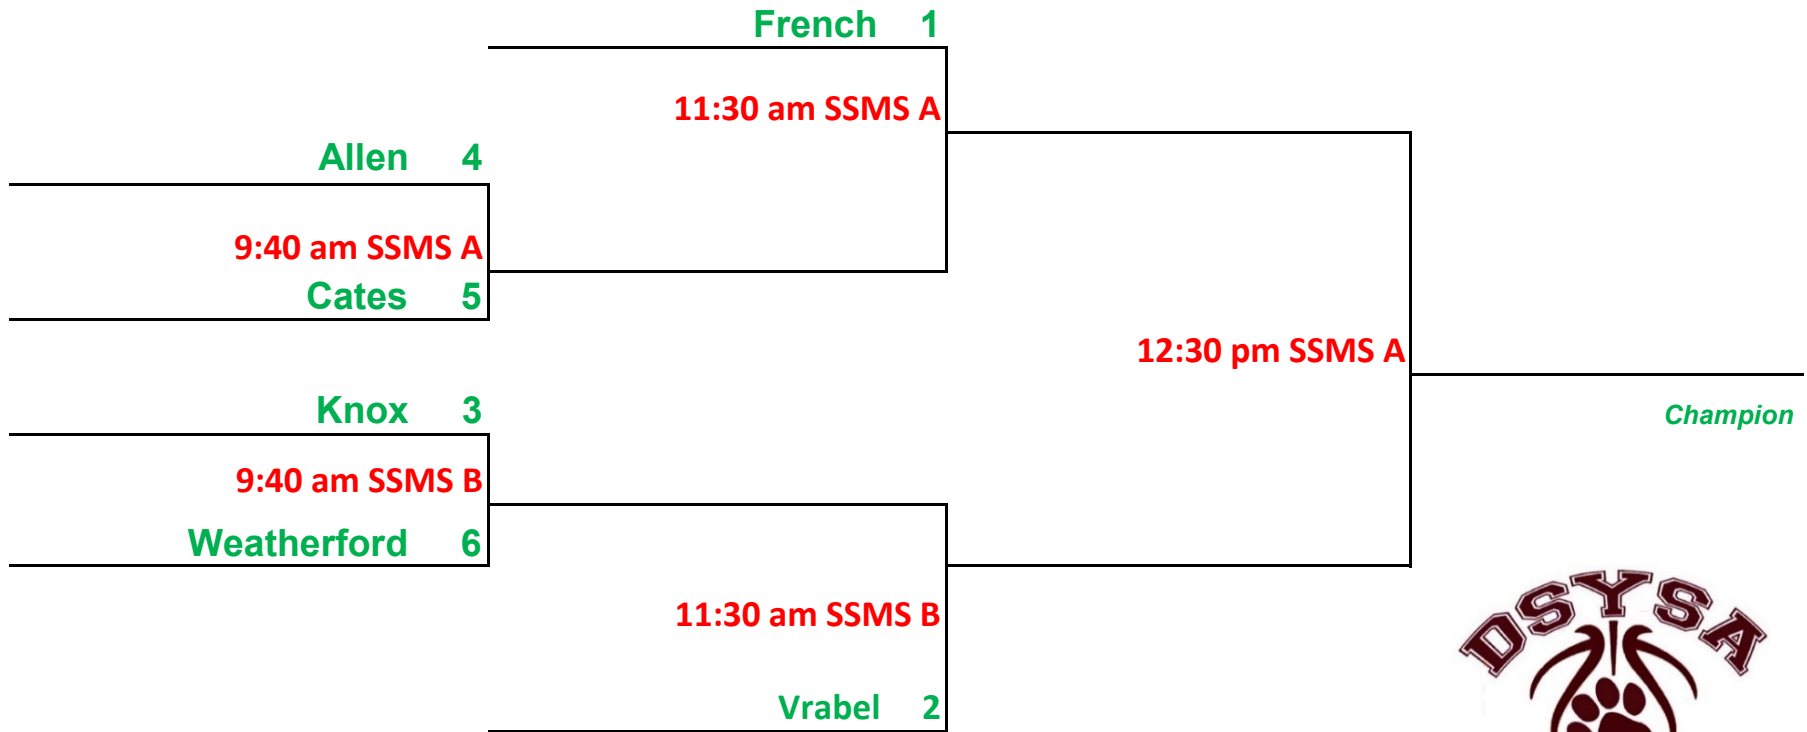 French 1
11:30 am SSMS A
Allen 4
9:40 am SSMS A
Cates 5
12:30 pm SSMS A
Champion
Knox 3
9:40 am SSMS B
Weatherford 6
11:30 am SSMS B
Vrabel 2
DSYSA